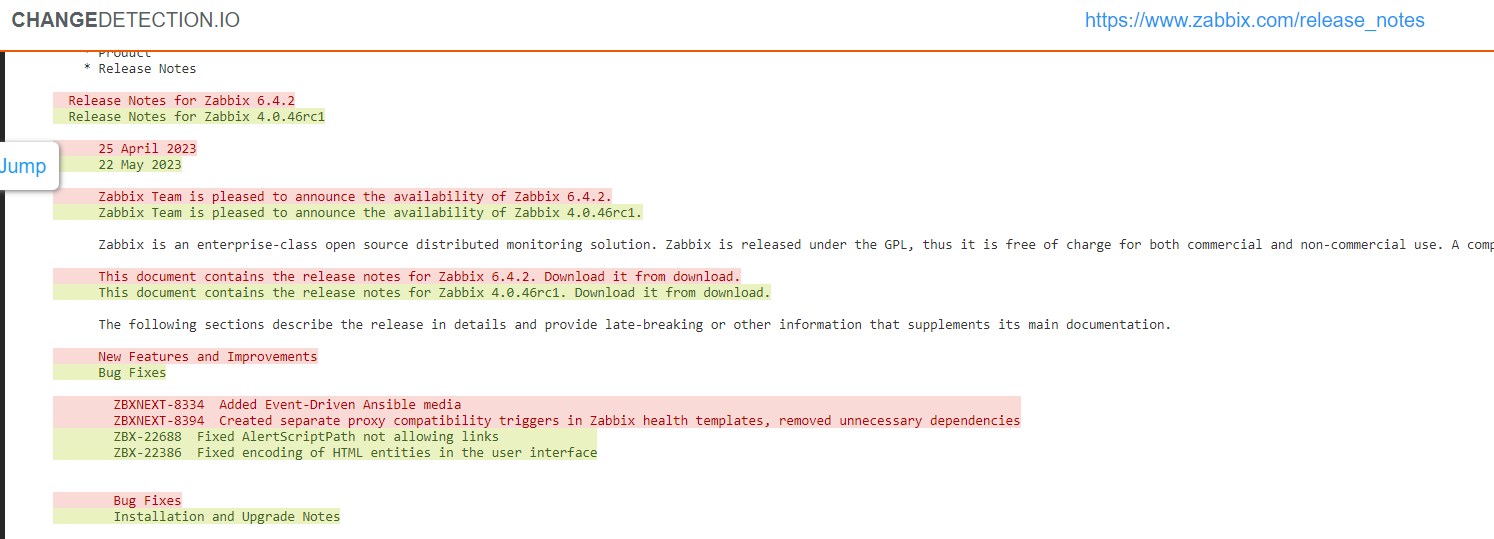 CHANGEDETECTION.IO
https://www.zabbix.com/release_notes
* Product
* Release Notes
Release Notes for Zabbix 6.4.2
Release Notes for Zabbix 4.0.46rc1
25 April 2023
Jump
22 May 2023
Zabbix Team is pleased to announce the availability of Zabbix 6.4.2.
Zabbix Team is pleased to announce the availability of Zabbix 4.0.46rc1.
Zabbix is an enterprise-class open source distributed monitoring solution. Zabbix is released under the GPL, thus it is free of charge for both commercial and non-commercial use. A comp
This document contains the release notes for Zabbix 6.4.2. Download it from download.
This document contains the release notes for Zabbix 4.0.46rc1. Download it from download.
The following sections describe the release in details and provide late-breaking or other information that supplements its main documentation.
New Features and Improvements
Bug Fixes
ZBXNEXT-8334  Added Event-Driven Ansible media
ZBXNEXT-8394  Created separate proxy compatibility triggers in Zabbix health templates, removed unnecessary dependencies
ZBX-22688  Fixed AlertScriptPath not allowing links
ZBX-22386  Fixed encoding of HTML entities in the user interface
Bug Fixes
Installation and Upgrade Notes